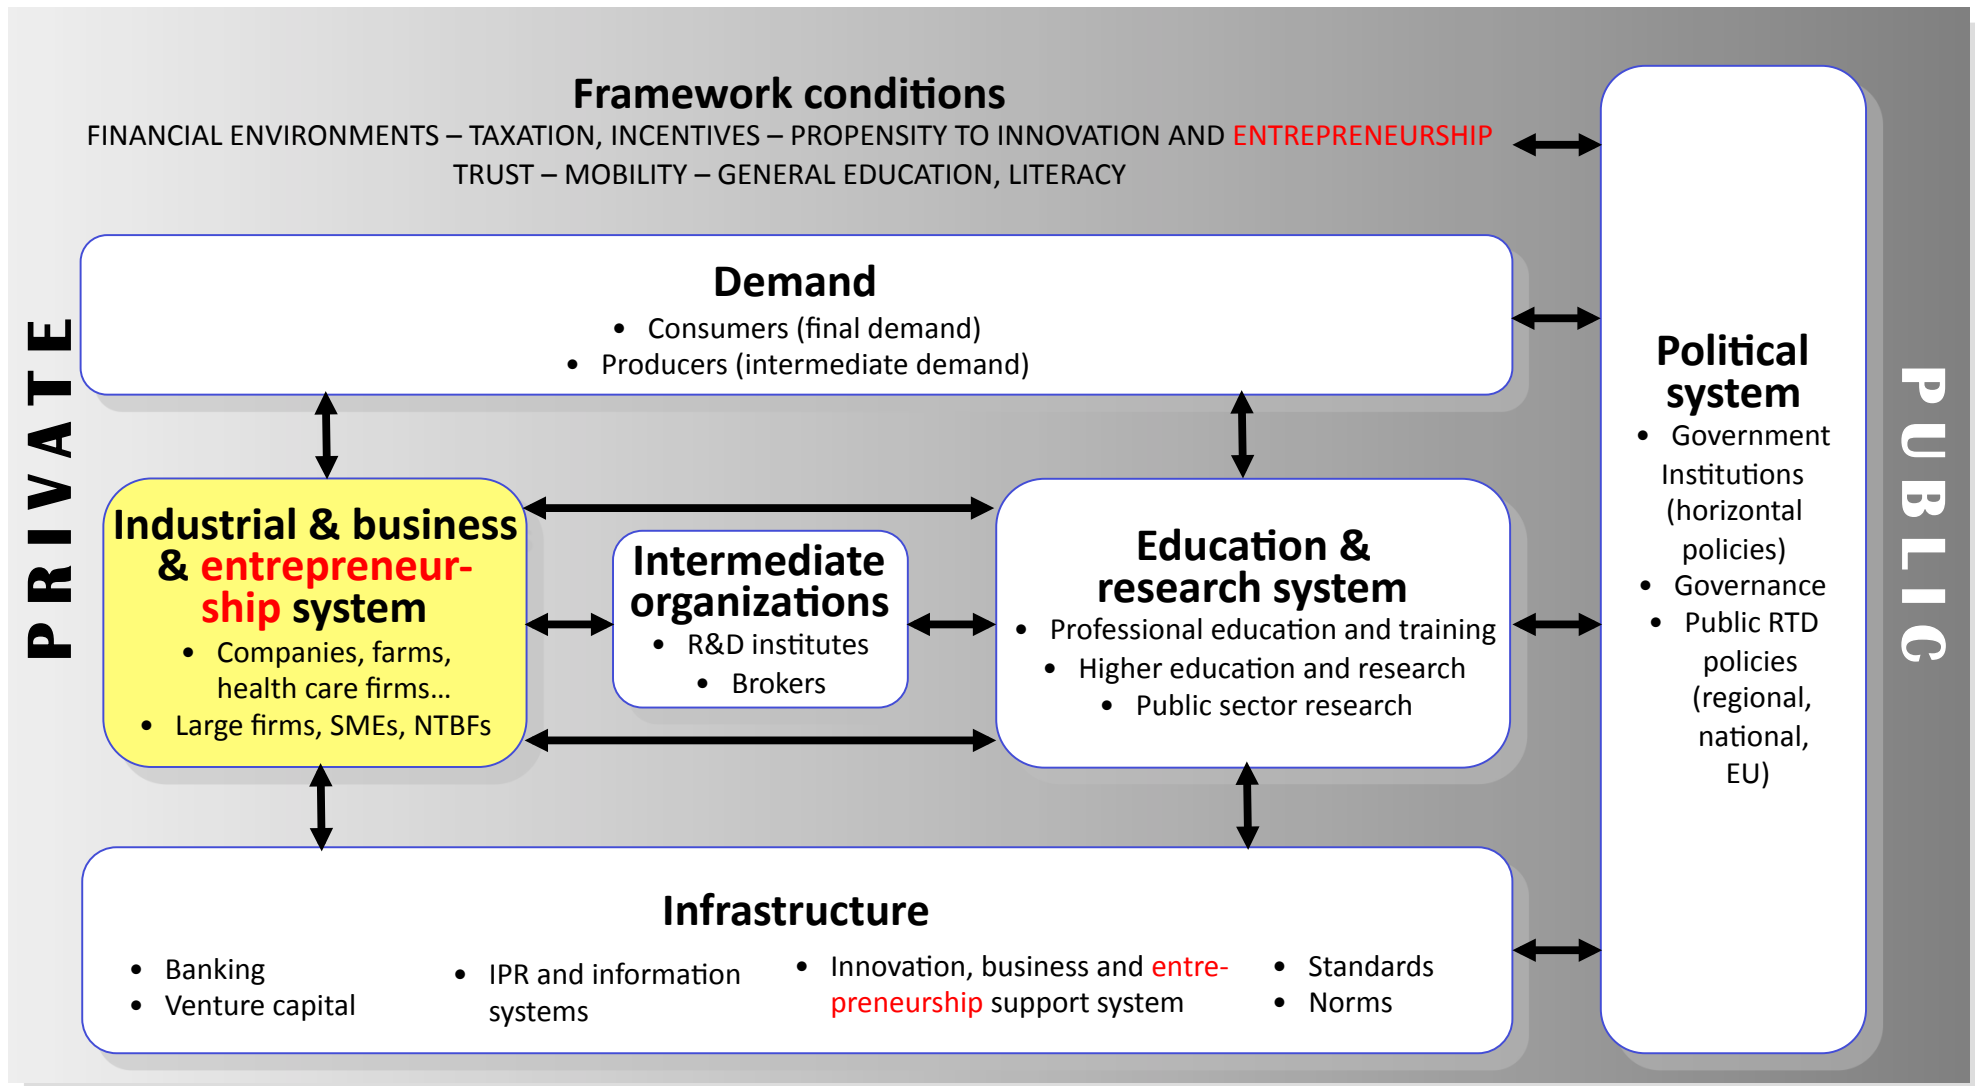 Framework conditions
FINANCIAL ENVIRONMENTS – TAXATION, INCENTIVES – PROPENSITY TO INNOVATION AND ENTREPRENEURSHIP
TRUST – MOBILITY – GENERAL EDUCATION, LITERACY
PRIVATE
Demand
• Consumers (final demand)
• Producers (intermediate demand)
Industrial & business
& entrepreneur-
ship system
• Companies, farms,
health care firms...
• Large firms, SMEs, NTBFs
Intermediate
organizations
• R&D institutes
• Brokers
Education &
research system
• Professional education and training
• Higher education and research
• Public sector research
Infrastructure
• Banking
• Venture capital
• IPR and information
systems
• Innovation, business and entre-
preneurship support system
• Standards
• Norms
Political
system
• Government
Institutions
(horizontal
policies)
• Governance
• Public RTD
policies
(regional,
national,
EU)
PUBLIC